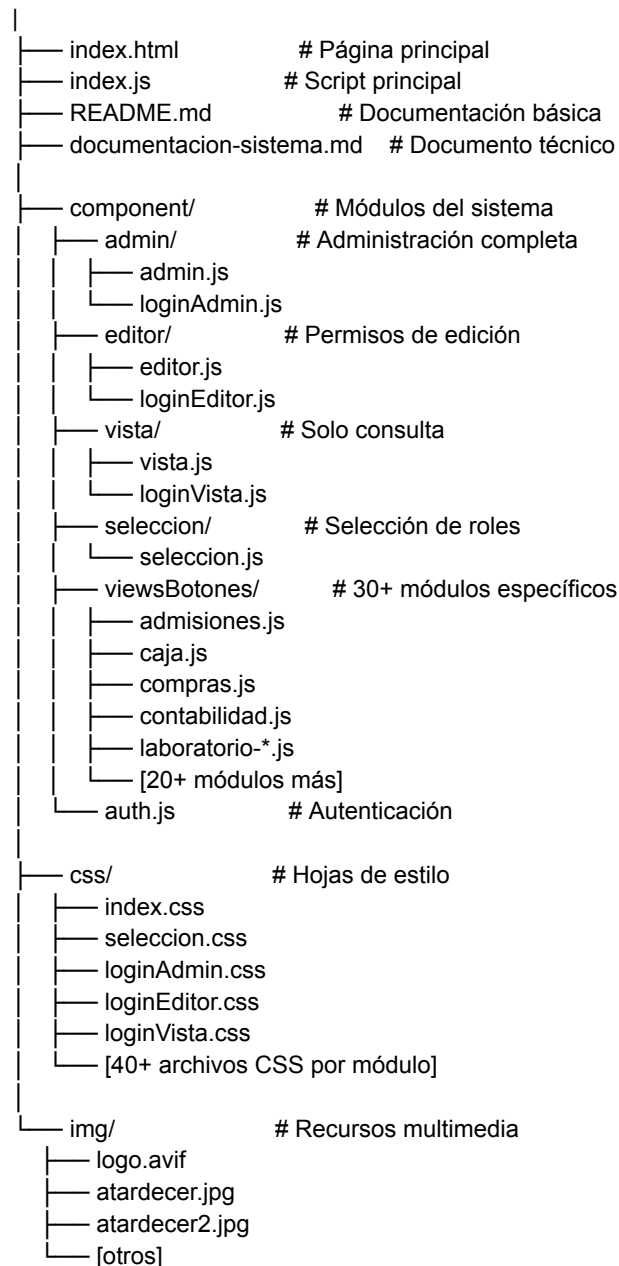 │
├── index.html # Página principal
├── index.js # Script principal
├── README.md # Documentación básica
├── documentacion-sistema.md # Documento técnico
│
├── component/ # Módulos del sistema
│ ├── admin/ # Administración completa
│ │ ├── admin.js
│ │ └── loginAdmin.js
│ ├── editor/ # Permisos de edición
│ │ ├── editor.js
│ │ └── loginEditor.js
│ ├── vista/ # Solo consulta
│ │ ├── vista.js
│ │ └── loginVista.js
│ ├── seleccion/ # Selección de roles
│ │ └── seleccion.js
│ ├── viewsBotones/ # 30+ módulos específicos
│ │ ├── admisiones.js
│ │ ├── caja.js
│ │ ├── compras.js
│ │ ├── contabilidad.js
│ │ ├── laboratorio-*.js
│ │ └── [20+ módulos más]
│ └── auth.js # Autenticación
│
├── css/ # Hojas de estilo
│ ├── index.css
│ ├── seleccion.css
│ ├── loginAdmin.css
│ ├── loginEditor.css
│ ├── loginVista.css
│ └── [40+ archivos CSS por módulo]
│
└── img/ # Recursos multimedia
├── logo.avif
├── atardecer.jpg
├── atardecer2.jpg
└── [otros]